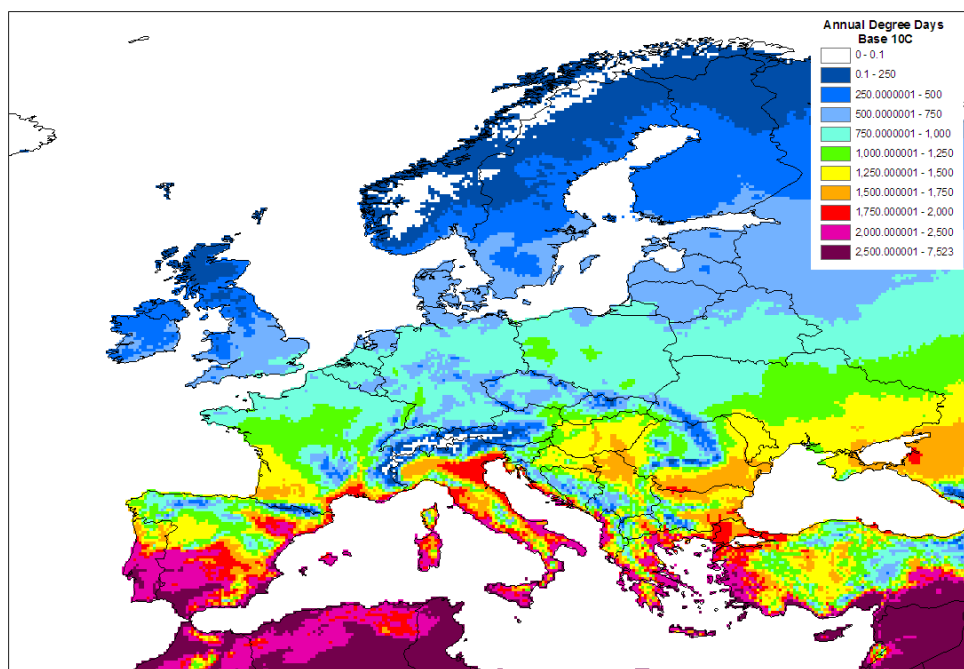 Annual Degree Days
Base 10C
0 - 0.1
0.1 - 250
250.0000001 - 500
500.0000001 - 750
750.0000001 - 1,000
1,000.000001 - 1,250
1,250.000001 - 1,500
1,500.000001 - 1,750
1,750.000001 - 2,000
2,000.000001 - 2,500
2,500.000001 - 7,523